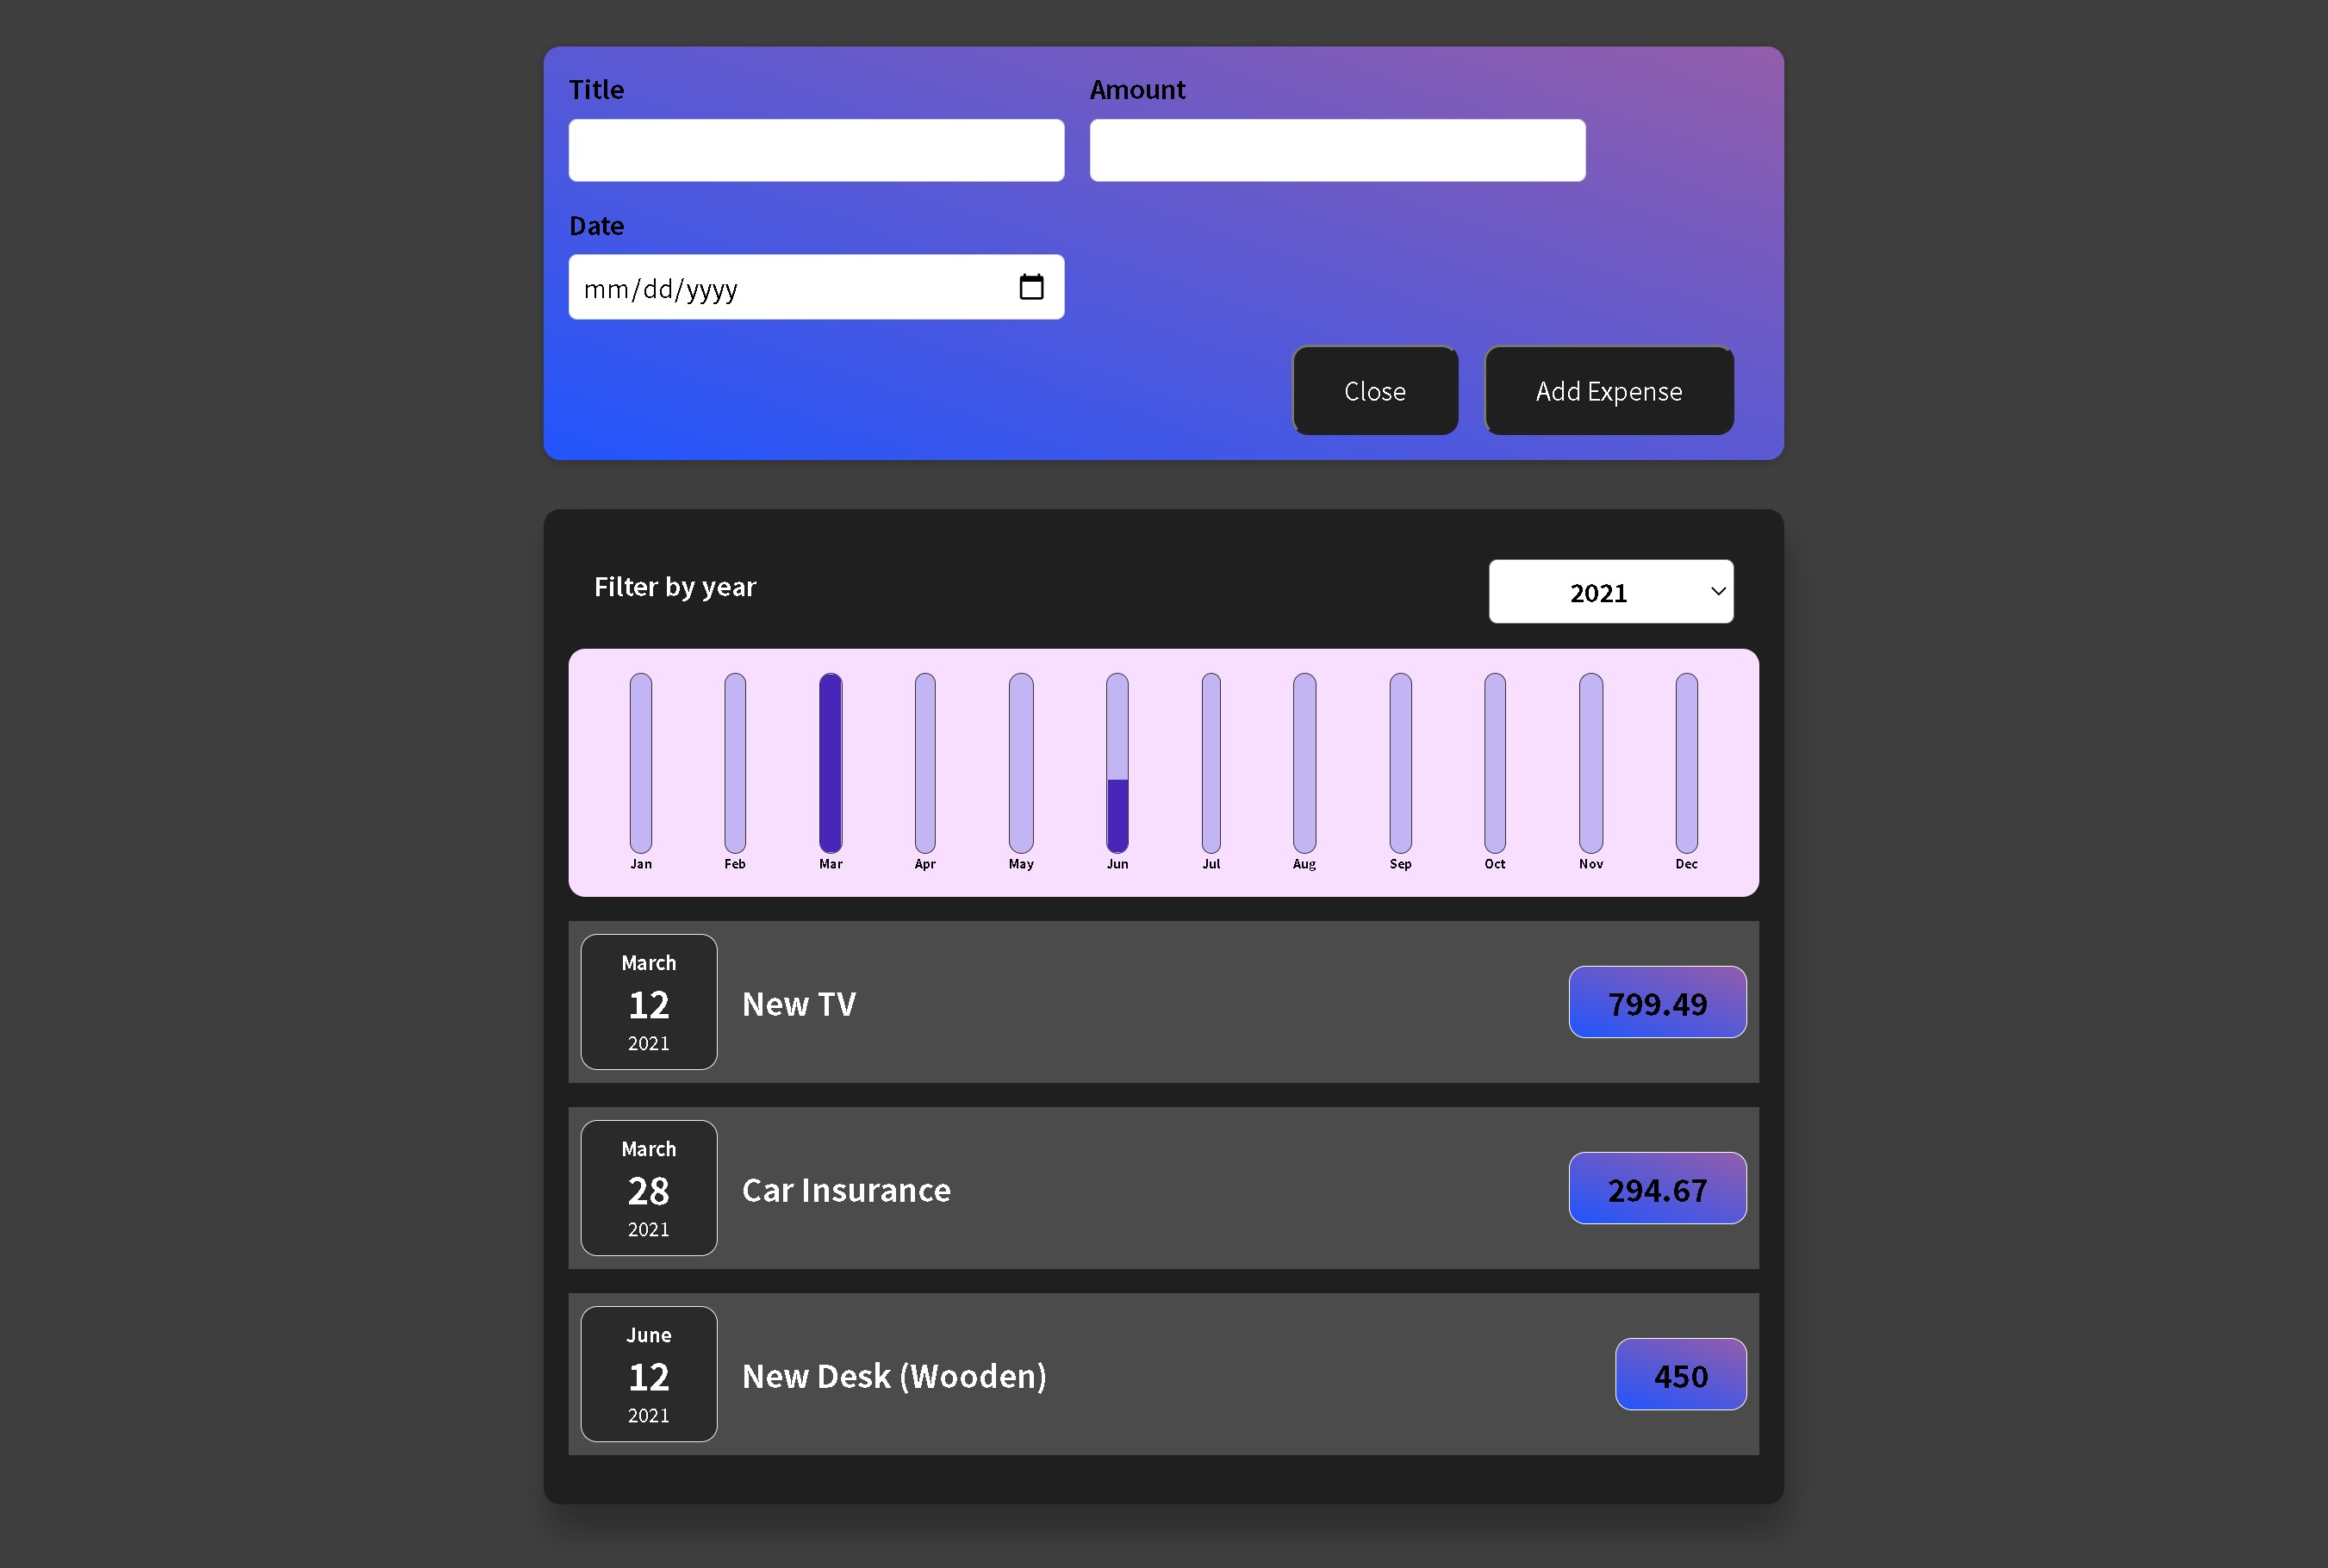 Title
Amount
Date
mm/dd/yyyy
Close
Add Expense
Filter by year
2021
Jan
Feb
Mar
Apr
May
Jun
Jul
Aug
Sep
Oct
Nov
Dec
March
12
2021
New TV
799.49
March
28
2021
Car Insurance
294.67
June
12
2021
New Desk (Wooden)
450